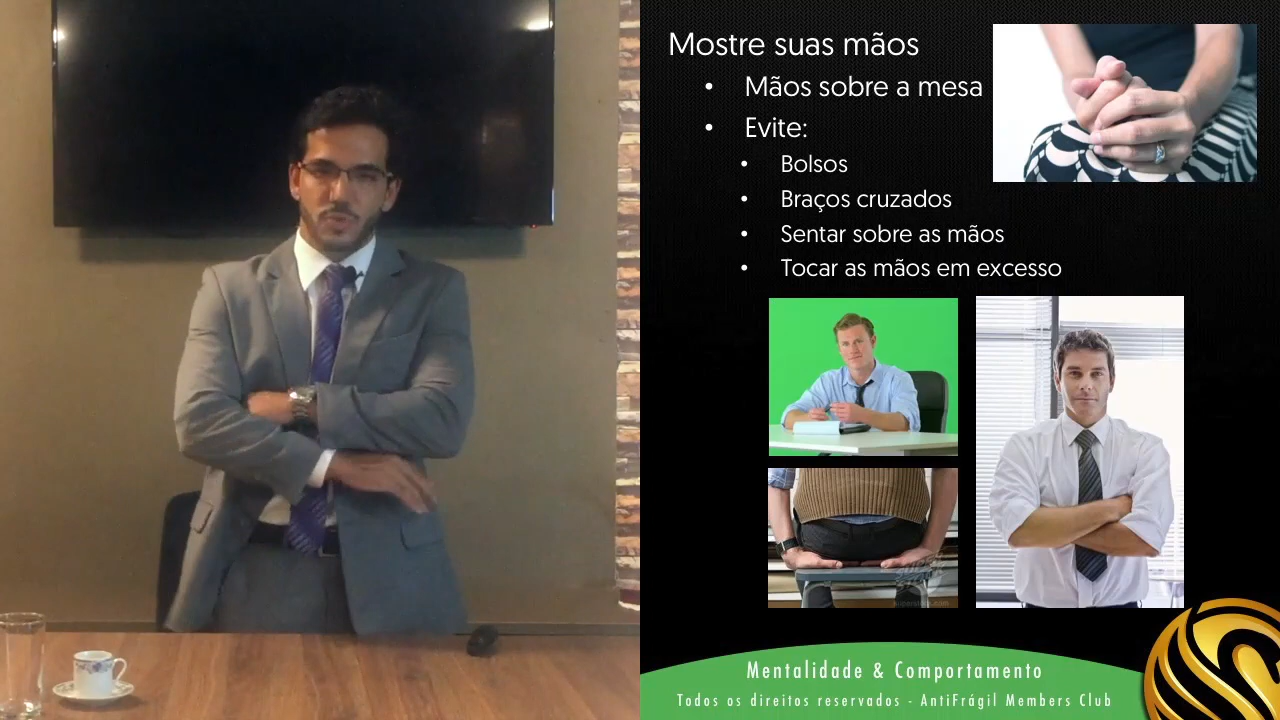 Mostre suas mãos
• Mãos sobre a mesa
• Evite:
• Bolsos
• Braços cruzados
• Sentar sobre as mãos
• Tocar as mãos em excesso
Mentalidade & Comportamento
Todos os direitos reservados - AntiFrágil Members Club